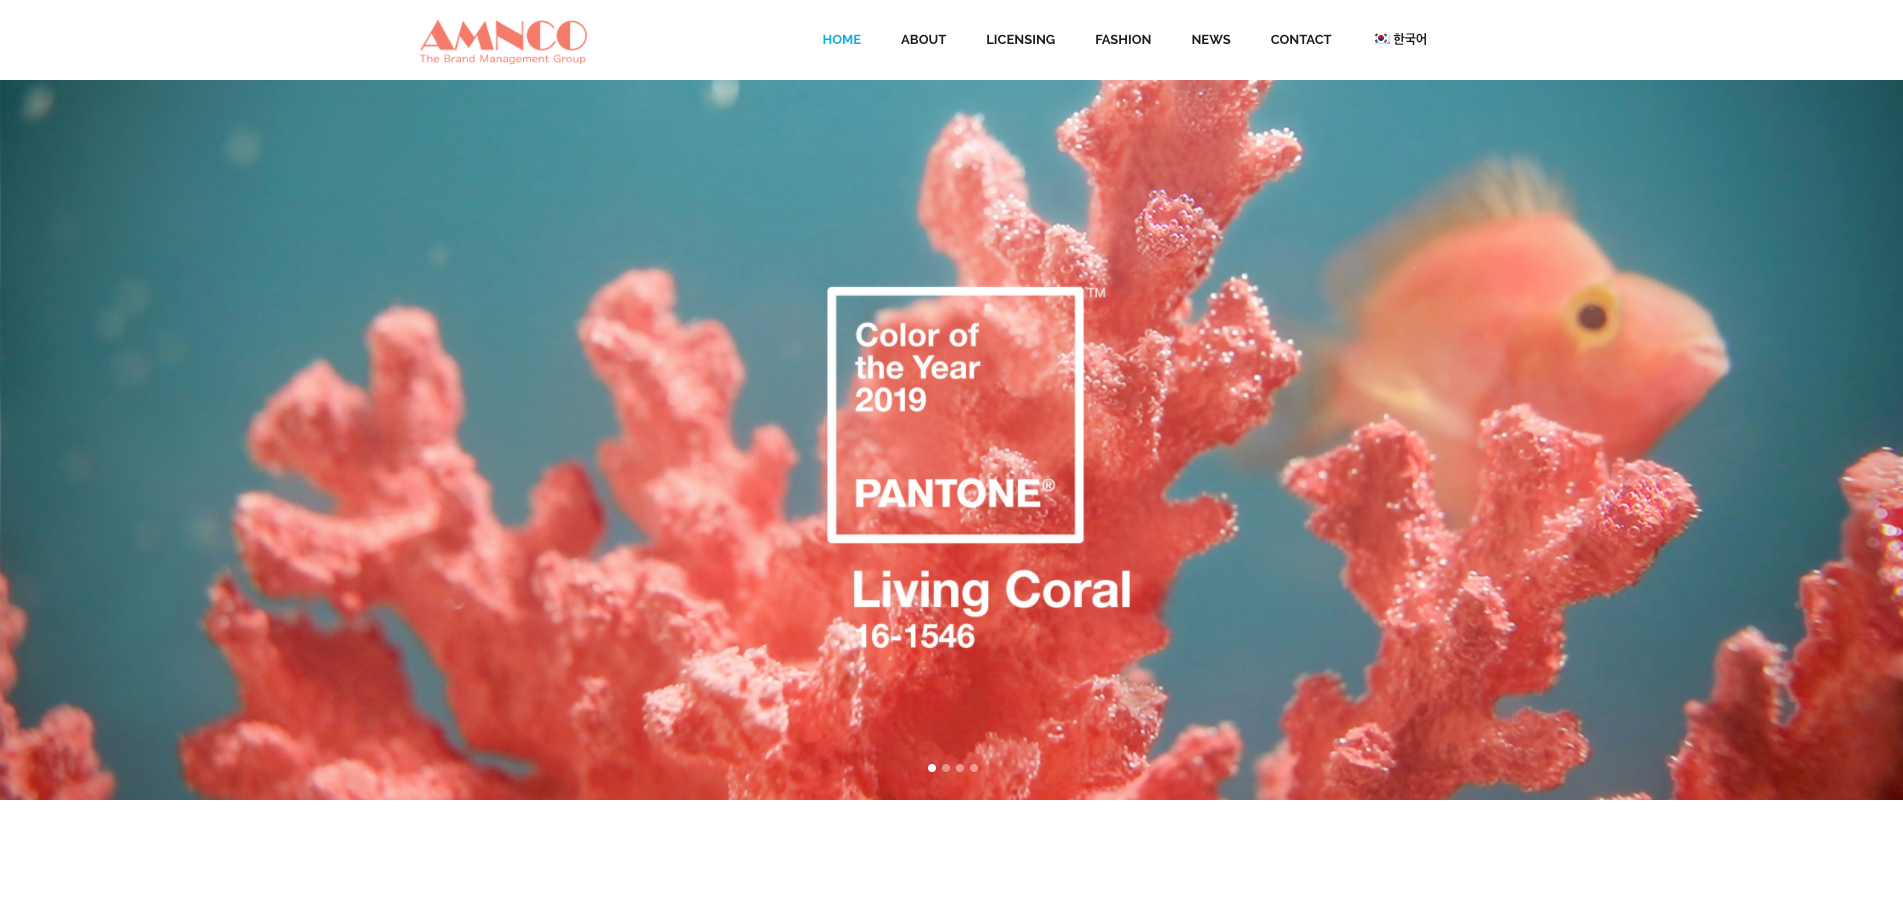 AMNCO
The Brand Management Group
HOME ABOUT LICENSING FASHION NEWS CONTACT 한국어
TM
Color of
the Year
2019
PANTONE®
Living Coral
16-1546